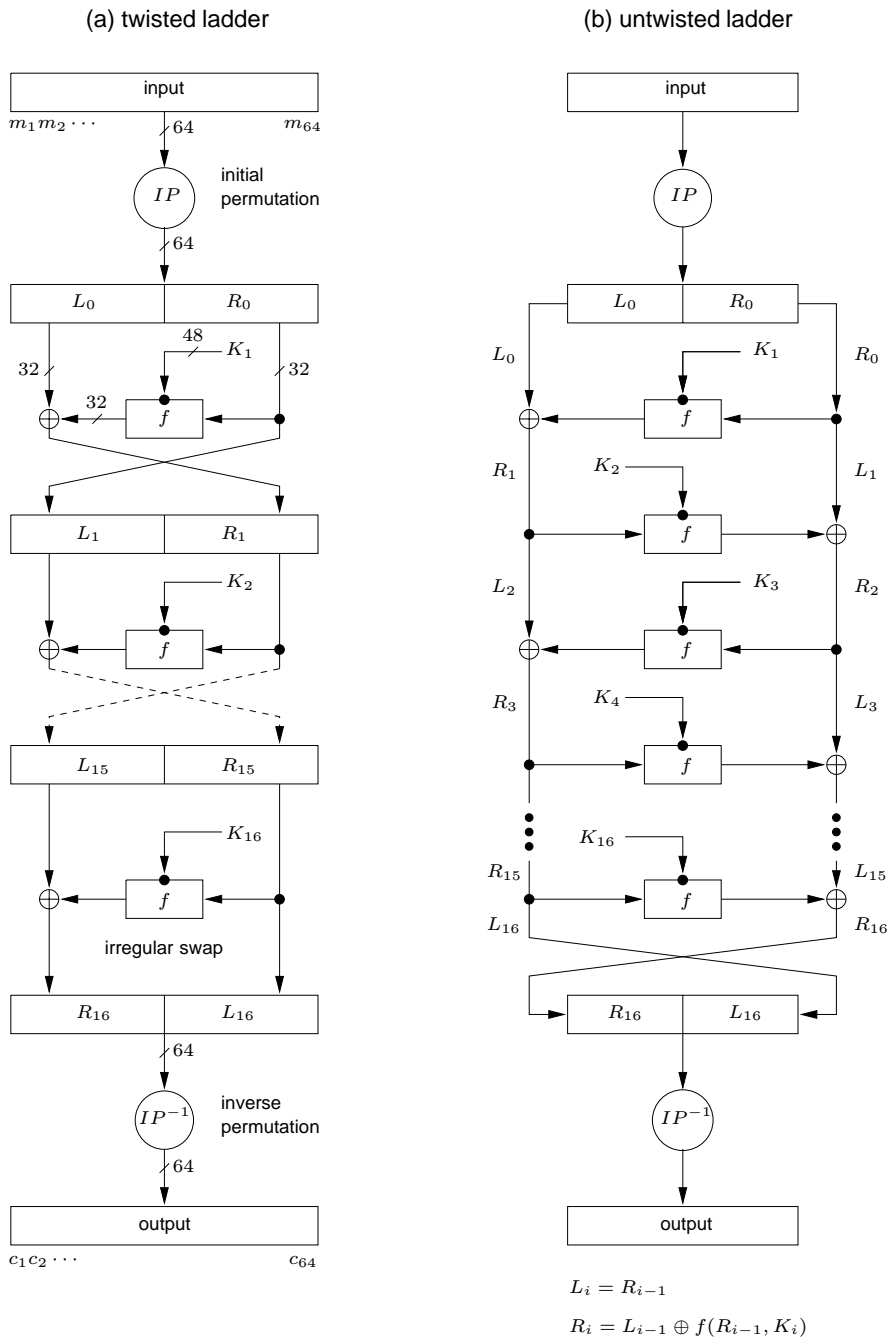 (a) twisted ladder
input
m₁m₂ ⋯ m₆₄
64
IP
initial
permutation
64
L₀ R₀
48
K₁
32 32
32
f
L₁ R₁
K₂
f
L₁₅ R₁₅
K₁₆
f
irregular swap
R₁₆ L₁₆
64
IP⁻¹
inverse
permutation
64
output
c₁c₂ ⋯ c₆₄
(b) untwisted ladder
input
IP
L₀ R₀
L₀ K₁ R₀
f
R₁ K₂ L₁
f
L₂ K₃ R₂
f
R₃ K₄ L₃
f
K₁₆
R₁₅ L₁₅
f
L₁₆ R₁₆
R₁₆ L₁₆
IP⁻¹
output
Lᵢ = Rᵢ₋₁
Rᵢ = Lᵢ₋₁ ⊕ f(Rᵢ₋₁, Kᵢ)